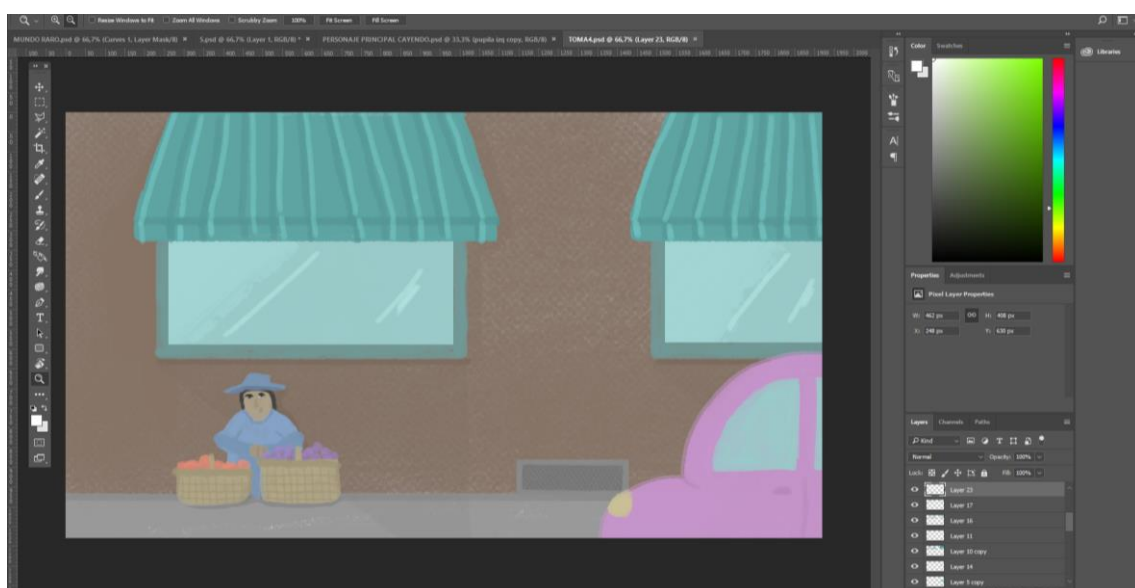 Resize Windows to Fit Zoom All Windows Scrubby Zoom 100% Fit Screen Fill Screen
MUNDO RARO.psd @ 66,7% (Curves 1, Layer Mask/8) × 5.psd @ 66,7% (Layer 1, RGB/8) * × PERSONAJE PRINCIPAL CAYENDO.psd @ 33,3% (pupila izq copy, RGB/8) × TOMA4.psd @ 66,7% (Layer 23, RGB/8) ×
Color Swatches
Libraries
Properties Adjustments
Pixel Layer Properties
W: 462 px H: 408 px
X: 248 px Y: 630 px
Layers Channels Paths
Kind
Normal Opacity: 100%
Lock: Fill: 100%
Layer 23
Layer 17
Layer 16
Layer 11
Layer 10 copy
Layer 14
Layer 5 copy